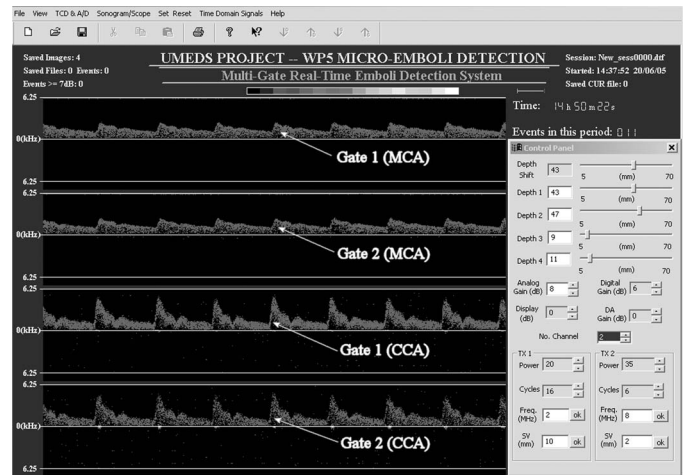 File View TCD & A/D Sonogram/Scope Set Reset Time Domain Signals Help
Saved Images: 4
Saved Files: 0 Events: 0
Events >= 7dB: 0
UMEDS PROJECT -- WP5 MICRO-EMBOLI DETECTION
Multi-Gate Real-Time Emboli Detection System
Session: New_sess0000.dtf
Started: 14:37:52 20/06/05
Saved CUR file: 0
Time: 14 h 50 m 22 s
Events in this period: 011
6.25
0(kHz)
Gate 1 (MCA)
6.25
6.25
0(kHz)
Gate 2 (MCA)
6.25
6.25
0(kHz)
Gate 1 (CCA)
6.25
6.25
0(kHz)
Gate 2 (CCA)
6.25
Control Panel
Depth Shift 43 5 (mm) 70
Depth 1 43 5 (mm) 70
Depth 2 47 5 (mm) 70
Depth 3 9 5 (mm) 70
Depth 4 11 5 (mm) 70
Analog Gain (dB) 8 Digital Gain (dB) 6
Display (dB) 0 DA Gain (dB) 0
No. Channel 2
TX 1 TX 2
Power 20 Power 35
Cycles 16 Cycles 6
Freq. (MHz) 2 ok Freq. (MHz) 8 ok
SV (mm) 10 ok SV (mm) 2 ok